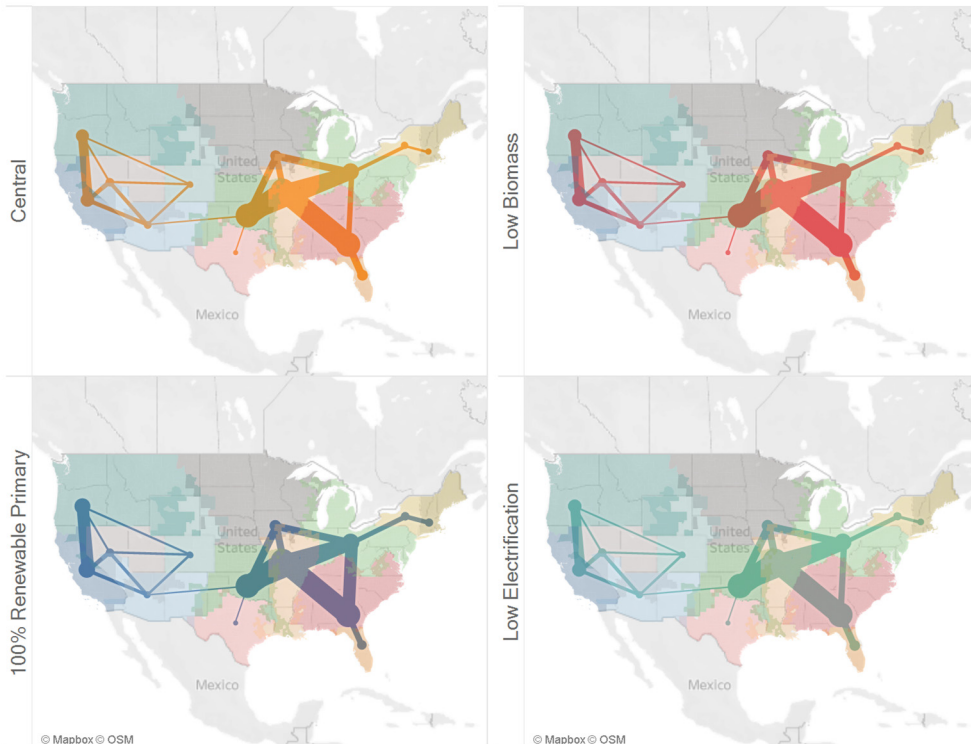 Central
United
States
Mexico
Low Biomass
United
States
Mexico
100% Renewable Primary
United
States
Mexico
© Mapbox © OSM
Low Electrification
United
States
Mexico
© Mapbox © OSM